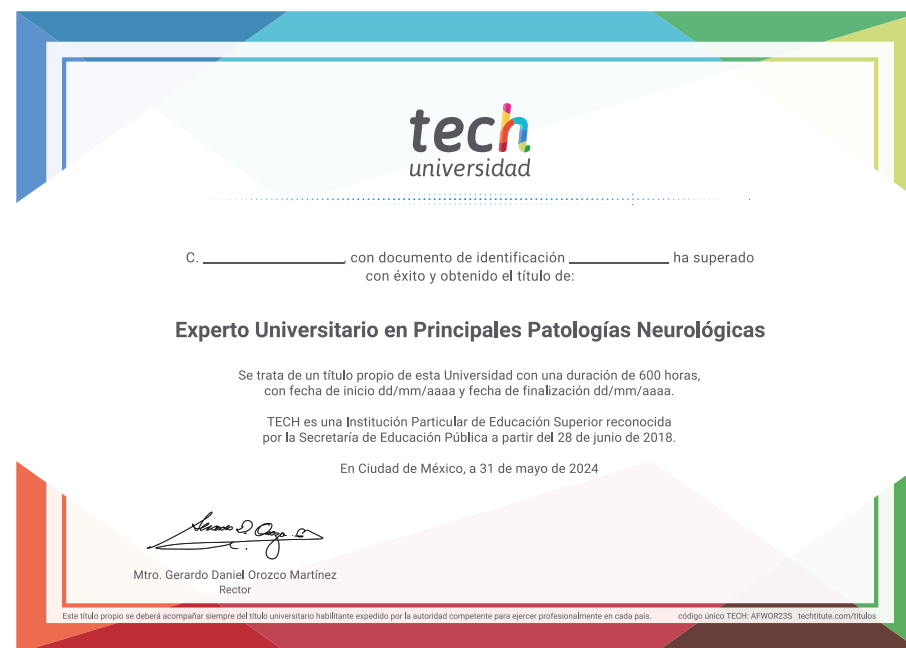 tech
universidad
C. ____________, con documento de identificación ____________ ha superado
con éxito y obtenido el título de:
Experto Universitario en Principales Patologías Neurológicas
Se trata de un título propio de esta Universidad con una duración de 600 horas,
con fecha de inicio dd/mm/aaaa y fecha de finalización dd/mm/aaaa.
TECH es una Institución Particular de Educación Superior reconocida
por la Secretaría de Educación Pública a partir del 28 de junio de 2018.
En Ciudad de México, a 31 de mayo de 2024
Mtro. Gerardo Daniel Orozco Martínez
Rector
Este título propio se deberá acompañar siempre del título universitario habilitante expedido por la autoridad competente para ejercer profesionalmente en cada país. código único TECH: AFWOR23S techtitute.com/titulos